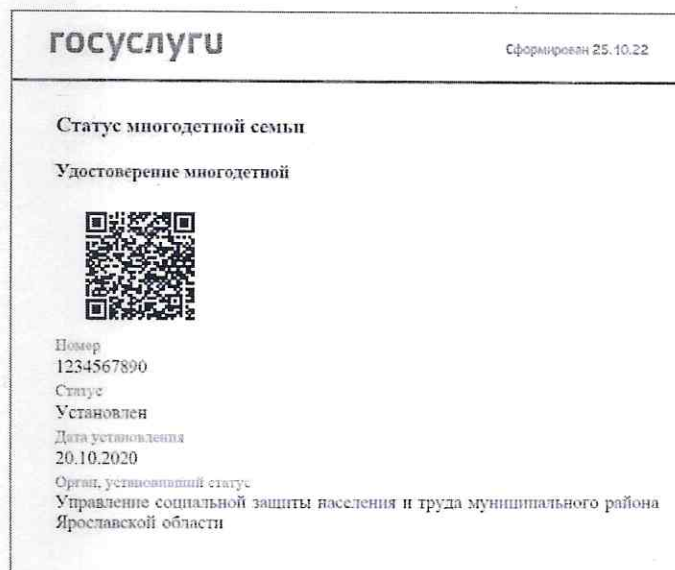 госуслуги
Сформирован 25.10.22
Статус многодетной семьи
Удостоверение многодетной
Номер
1234567890
Статус
Установлен
Дата установления
20.10.2020
Орган, установивший статус
Управление социальной защиты населения и труда муниципального района
Ярославской области